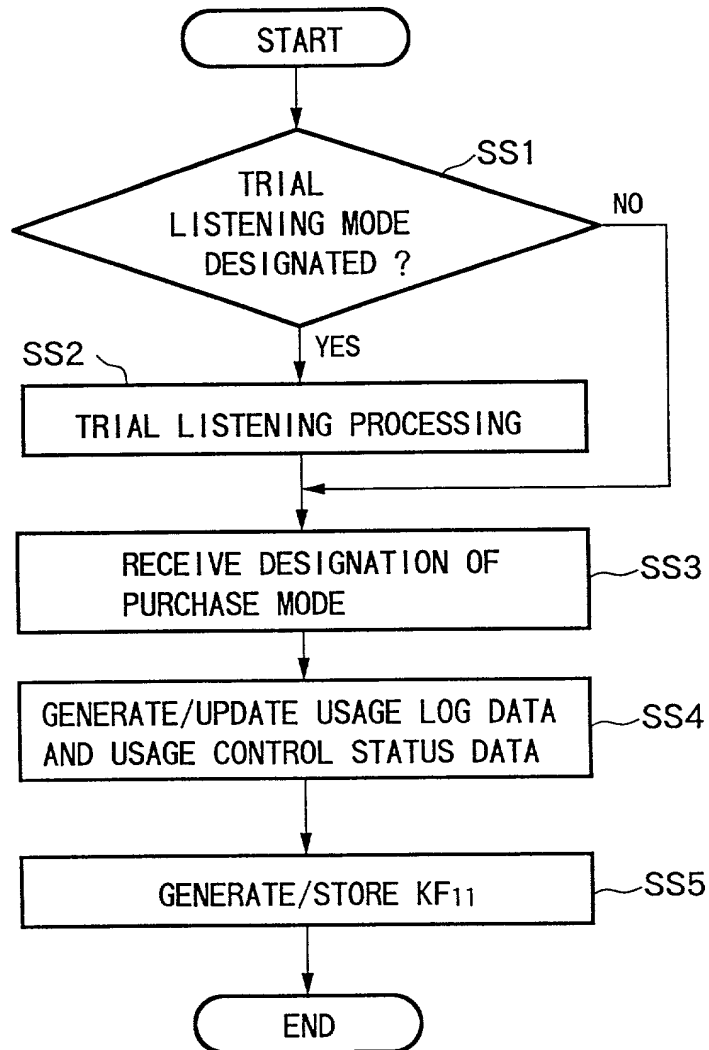 START
SS1
TRIAL
LISTENING MODE
DESIGNATED ?
NO
YES
SS2
TRIAL LISTENING PROCESSING
RECEIVE DESIGNATION OF
PURCHASE MODE
SS3
GENERATE/UPDATE USAGE LOG DATA
AND USAGE CONTROL STATUS DATA
SS4
GENERATE/STORE KF11
SS5
END